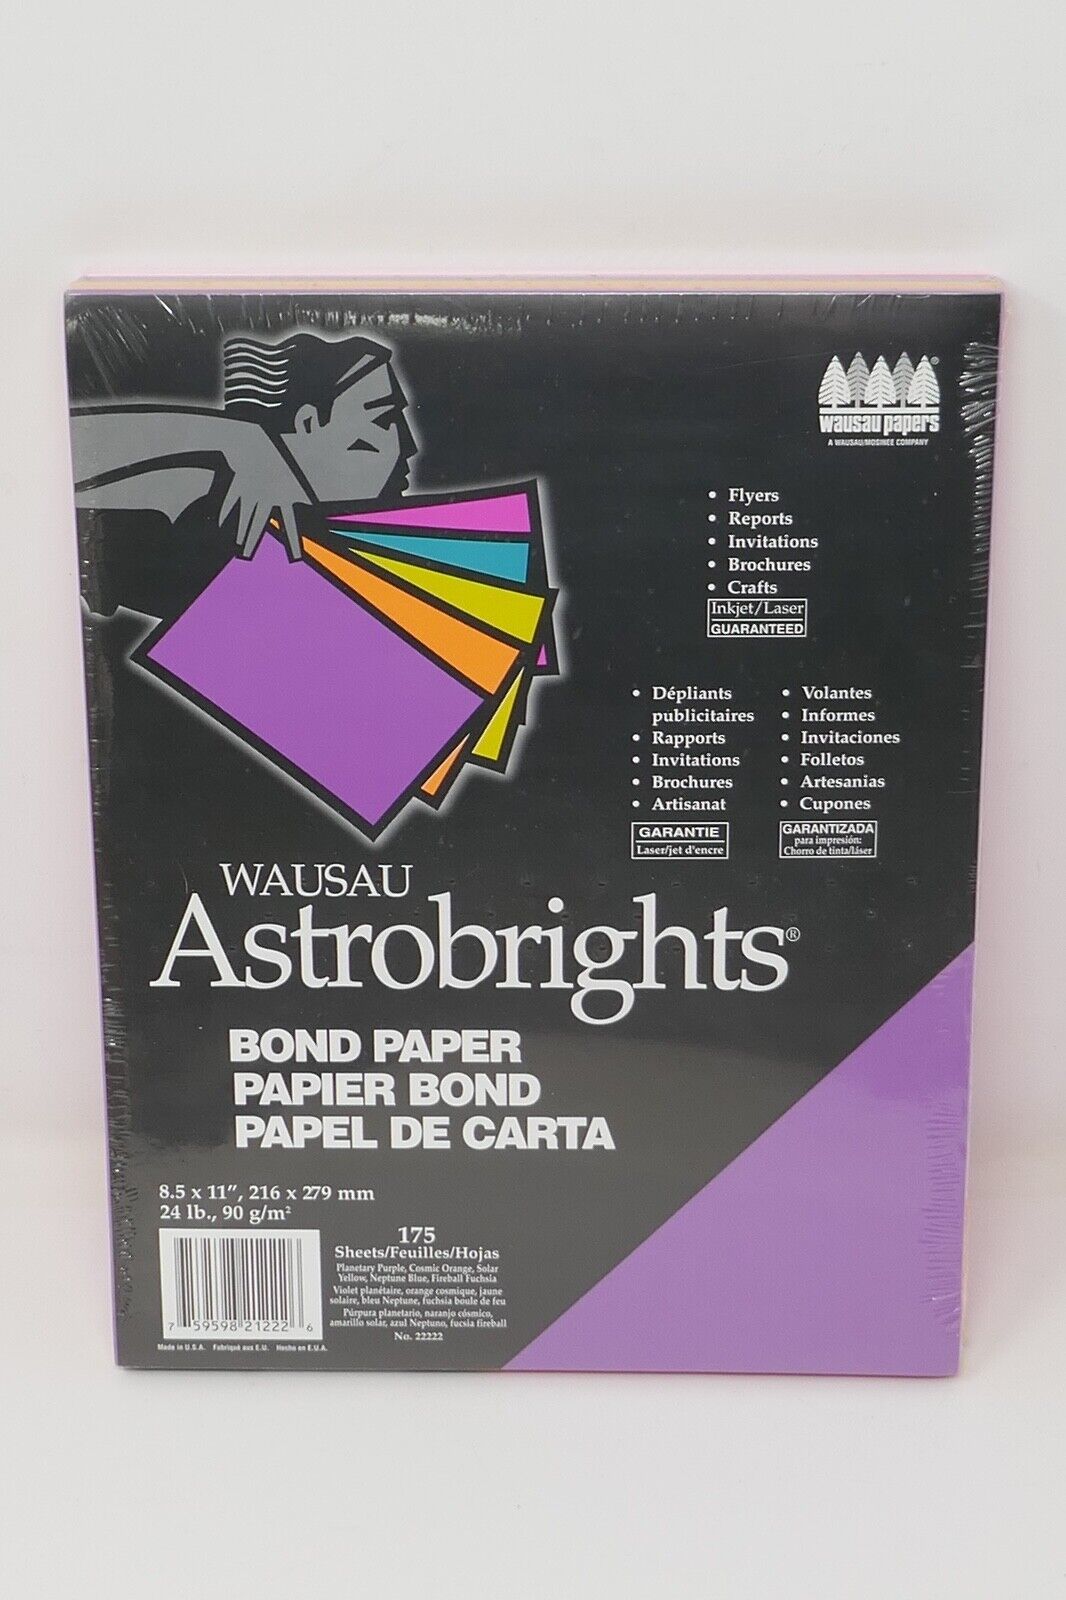 wausau papers®
A WAUSAU/MOSINEE COMPANY
• Flyers
• Reports
• Invitations
• Brochures
• Crafts
Inkjet/Laser
GUARANTEED
• Dépliants
publicitaires
• Rapports
• Invitations
• Brochures
• Artisanat
GARANTIE
Laser/jet d'encre
• Volantes
• Informes
• Invitaciones
• Folletos
• Artesanias
• Cupones
GARANTIZADA
para impresión:
Chorro de tinta/láser
WAUSAU
Astrobrights®
BOND PAPER
PAPIER BOND
PAPEL DE CARTA
8.5 x 11", 216 x 279 mm
24 lb., 90 g/m²
175
Sheets/Feuilles/Hojas
Planetary Purple, Cosmic Orange, Solar
Yellow, Neptune Blue, Fireball Fuchsia
Violet planétaire, orange cosmique, jaune
solaire, bleu Neptune, fuchsia boule de feu
Púrpura planetario, naranjo cósmico,
amarillo solar, azul Neptuno, fucsia fireball
No. 22222
7 59598 21222 6
Made in U.S.A. Fabriqué aux E.U. Hecho en E.U.A.